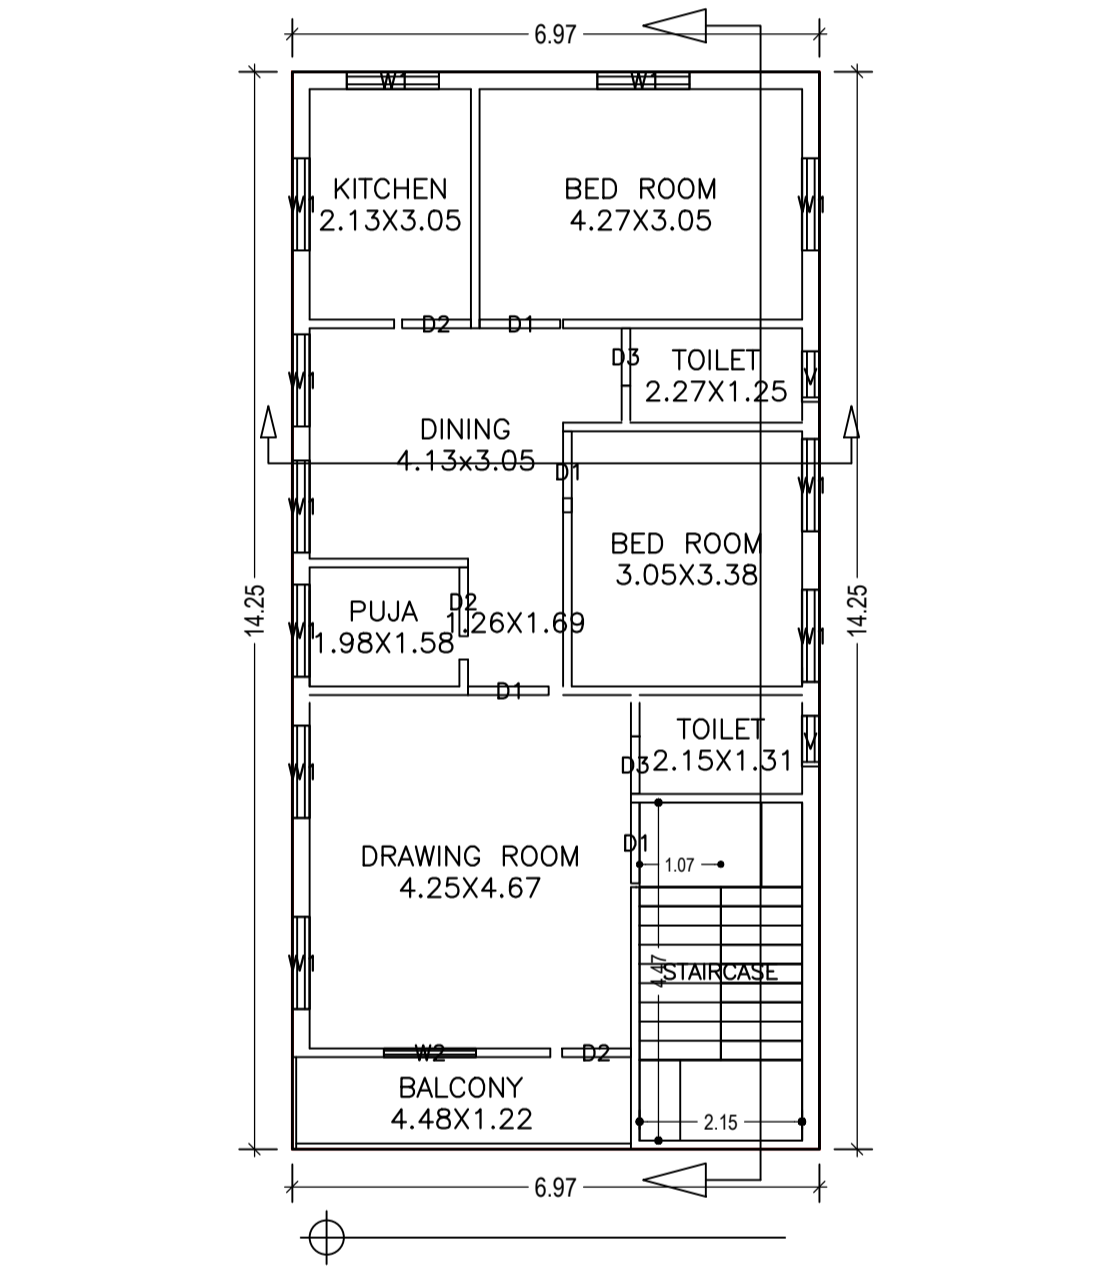 6.97
W1 W1
KITCHEN
2.13X3.05
BED ROOM
4.27X3.05
W1 W1
D2 D1
D3 TOILET
2.27X1.25
V
W1
DINING
4.13x3.05
D1
W1 W1
BED ROOM
3.05X3.38
14.25
14.25
D2
PUJA
1.98X1.58
1.26X1.69
W1 W1
D1
TOILET
2.15X1.31
V
D3
W1
D1
1.07
DRAWING ROOM
4.25X4.67
W1
4.47
STAIRCASE
W2 D2
BALCONY
4.48X1.22
2.15
6.97